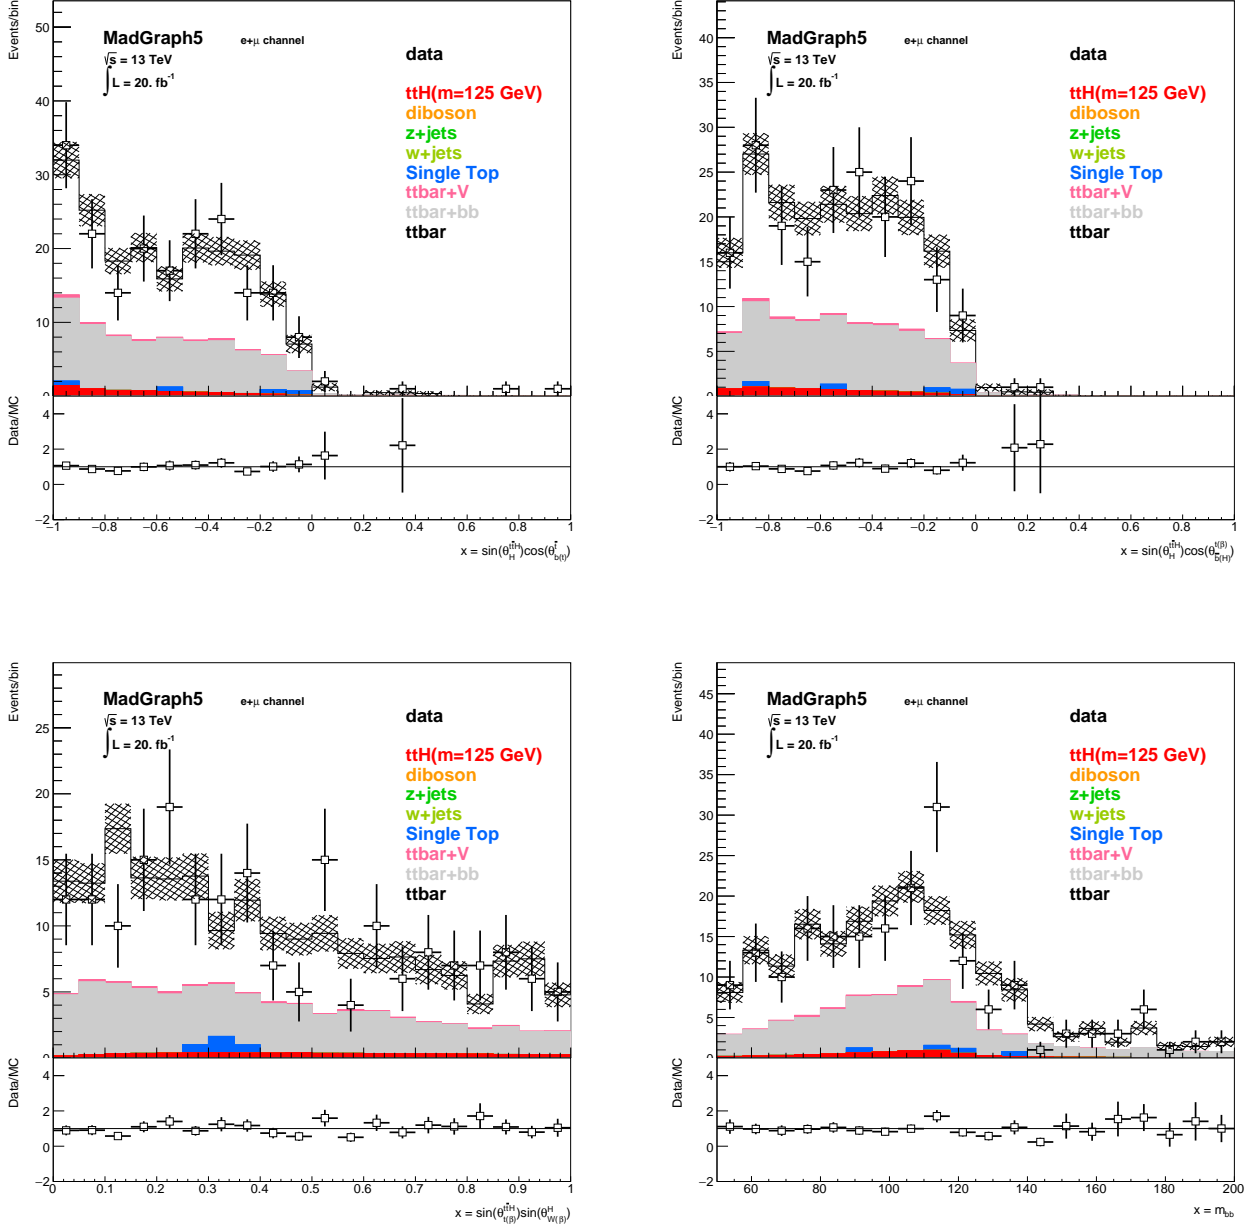 Events/bin
MadGraph5
e+μ channel
√s = 13 TeV
∫ L = 20. fb⁻¹
data
ttH(m=125 GeV)
diboson
z+jets
w+jets
Single Top
ttbar+V
ttbar+bb
ttbar
50
40
30
20
10
0
Data/MC
4
2
0
−2
−1 −0.8 −0.6 −0.4 −0.2 0 0.2 0.4 0.6 0.8 1
x = sin(θ
Events/bin
MadGraph5
e+μ channel
√s = 13 TeV
∫ L = 20. fb⁻¹
data
ttH(m=125 GeV)
diboson
z+jets
w+jets
Single Top
ttbar+V
ttbar+bb
ttbar
40
35
30
25
20
15
10
5
0
Data/MC
4
2
0
−2
−1 −0.8 −0.6 −0.4 −0.2 0 0.2 0.4 0.6 0.8 1
x = sin(θ
Events/bin
MadGraph5
e+μ channel
√s = 13 TeV
∫ L = 20. fb⁻¹
data
ttH(m=125 GeV)
diboson
z+jets
w+jets
Single Top
ttbar+V
ttbar+bb
ttbar
25
20
15
10
5
0
Data/MC
4
2
0
−2
0 0.1 0.2 0.3 0.4 0.5 0.6 0.7 0.8 0.9 1
x = sin(θ
Events/bin
MadGraph5
e+μ channel
√s = 13 TeV
∫ L = 20. fb⁻¹
data
ttH(m=125 GeV)
diboson
z+jets
w+jets
Single Top
ttbar+V
ttbar+bb
ttbar
45
40
35
30
25
20
15
10
5
0
Data/MC
4
2
0
−2
60 80 100 120 140 160 180 200
x = m_bb